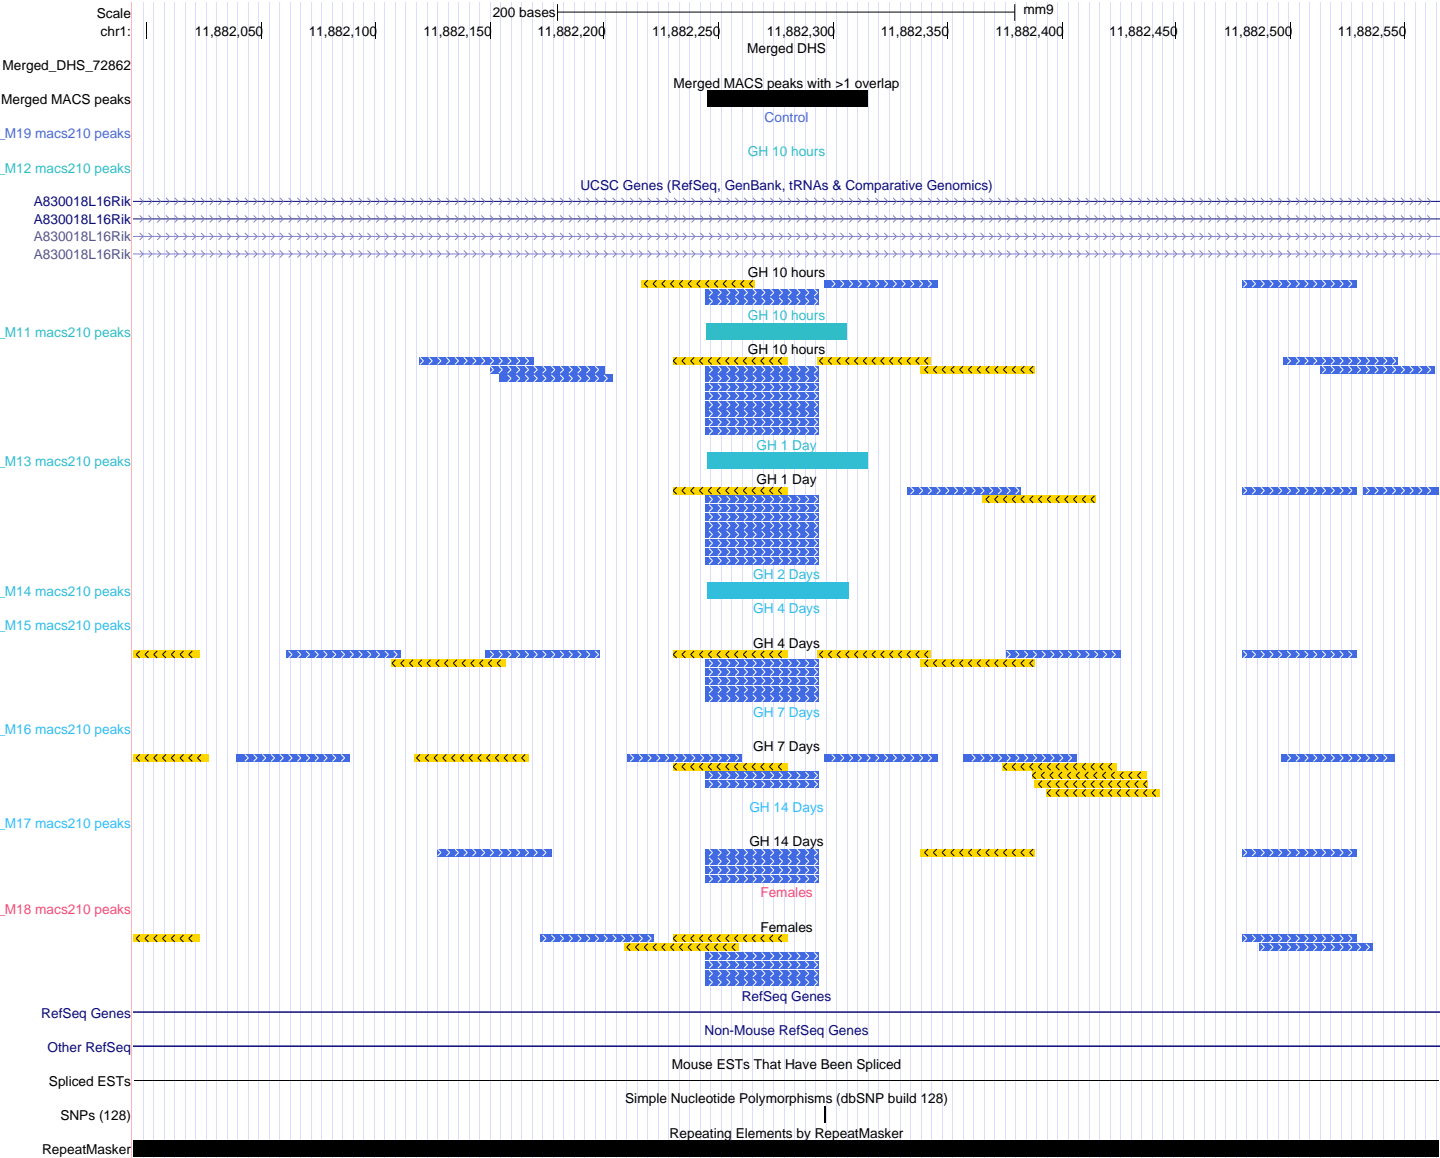 Scale 200 bases mm9
chr1: 11,882,050 11,882,100 11,882,150 11,882,200 11,882,250 11,882,300 11,882,350 11,882,400 11,882,450 11,882,500 11,882,550
Merged DHS
Merged_DHS_72862
Merged MACS peaks with >1 overlap
Merged MACS peaks
Control
_M19 macs210 peaks
GH 10 hours
_M12 macs210 peaks
UCSC Genes (RefSeq, GenBank, tRNAs & Comparative Genomics)
A830018L16Rik
A830018L16Rik
A830018L16Rik
A830018L16Rik
GH 10 hours
GH 10 hours
_M11 macs210 peaks
GH 10 hours
GH 1 Day
_M13 macs210 peaks
GH 1 Day
GH 2 Days
_M14 macs210 peaks
GH 4 Days
_M15 macs210 peaks
GH 4 Days
GH 7 Days
_M16 macs210 peaks
GH 7 Days
GH 14 Days
_M17 macs210 peaks
GH 14 Days
Females
_M18 macs210 peaks
Females
RefSeq Genes
RefSeq Genes
Non-Mouse RefSeq Genes
Other RefSeq
Mouse ESTs That Have Been Spliced
Spliced ESTs
Simple Nucleotide Polymorphisms (dbSNP build 128)
SNPs (128)
Repeating Elements by RepeatMasker
RepeatMasker